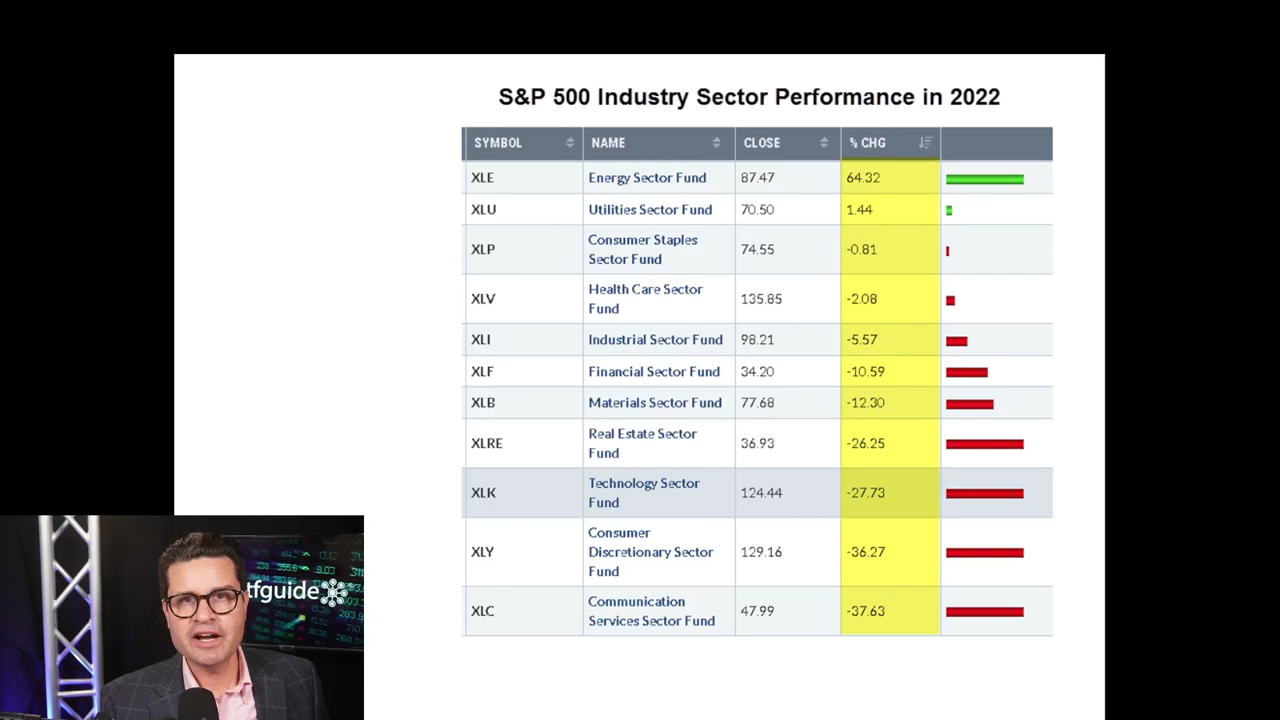 S&P 500 Industry Sector Performance in 2022
SYMBOL NAME CLOSE % CHG
XLE Energy Sector Fund 87.47 64.32
XLU Utilities Sector Fund 70.50 1.44
XLP Consumer Staples Sector Fund 74.55 -0.81
XLV Health Care Sector Fund 135.85 -2.08
XLI Industrial Sector Fund 98.21 -5.57
XLF Financial Sector Fund 34.20 -10.59
XLB Materials Sector Fund 77.68 -12.30
XLRE Real Estate Sector Fund 36.93 -26.25
XLK Technology Sector Fund 124.44 -27.73
XLY Consumer Discretionary Sector Fund 129.16 -36.27
XLC Communication Services Sector Fund 47.99 -37.63
tfguide